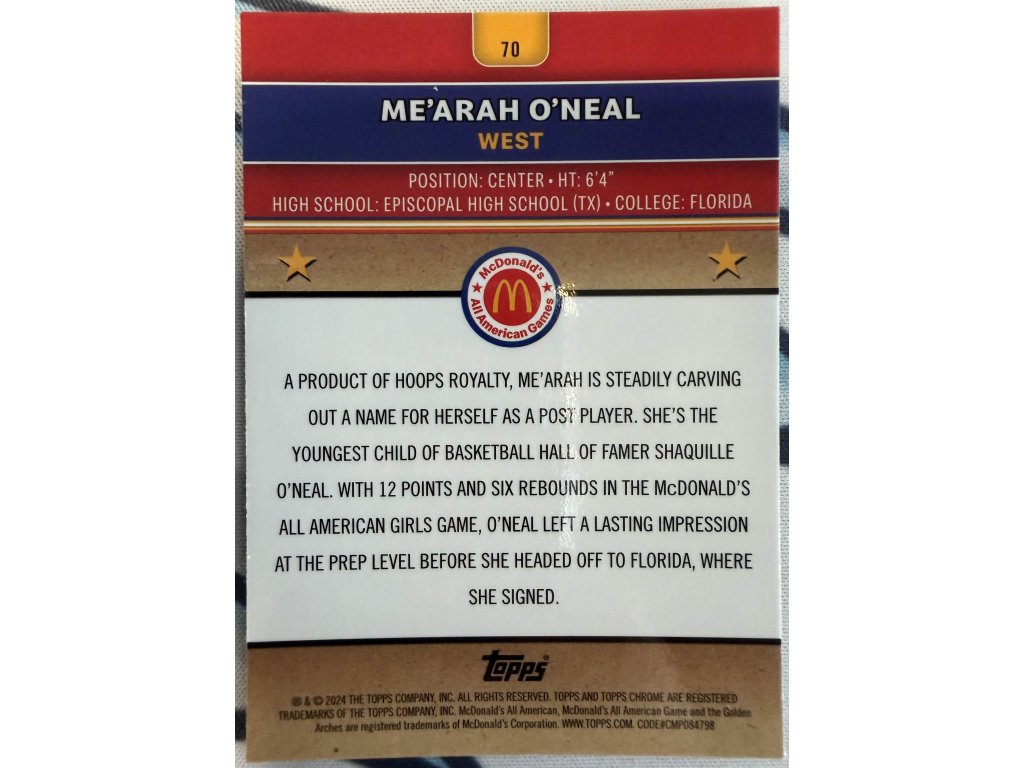 70
ME'ARAH O'NEAL
WEST
POSITION: CENTER • HT: 6'4"
HIGH SCHOOL: EPISCOPAL HIGH SCHOOL (TX) • COLLEGE: FLORIDA
McDonald's
All American Games
A PRODUCT OF HOOPS ROYALTY, ME'ARAH IS STEADILY CARVING
OUT A NAME FOR HERSELF AS A POST PLAYER. SHE'S THE
YOUNGEST CHILD OF BASKETBALL HALL OF FAMER SHAQUILLE
O'NEAL. WITH 12 POINTS AND SIX REBOUNDS IN THE McDONALD'S
ALL AMERICAN GIRLS GAME, O'NEAL LEFT A LASTING IMPRESSION
AT THE PREP LEVEL BEFORE SHE HEADED OFF TO FLORIDA, WHERE
SHE SIGNED.
topps®
® & © 2024 THE TOPPS COMPANY, INC. ALL RIGHTS RESERVED. TOPPS AND TOPPS CHROME ARE REGISTERED
TRADEMARKS OF THE TOPPS COMPANY, INC. McDonald's All American, McDonald's All American Game and the Golden
Arches are registered trademarks of McDonald's Corporation. WWW.TOPPS.COM. CODE#CMP084798